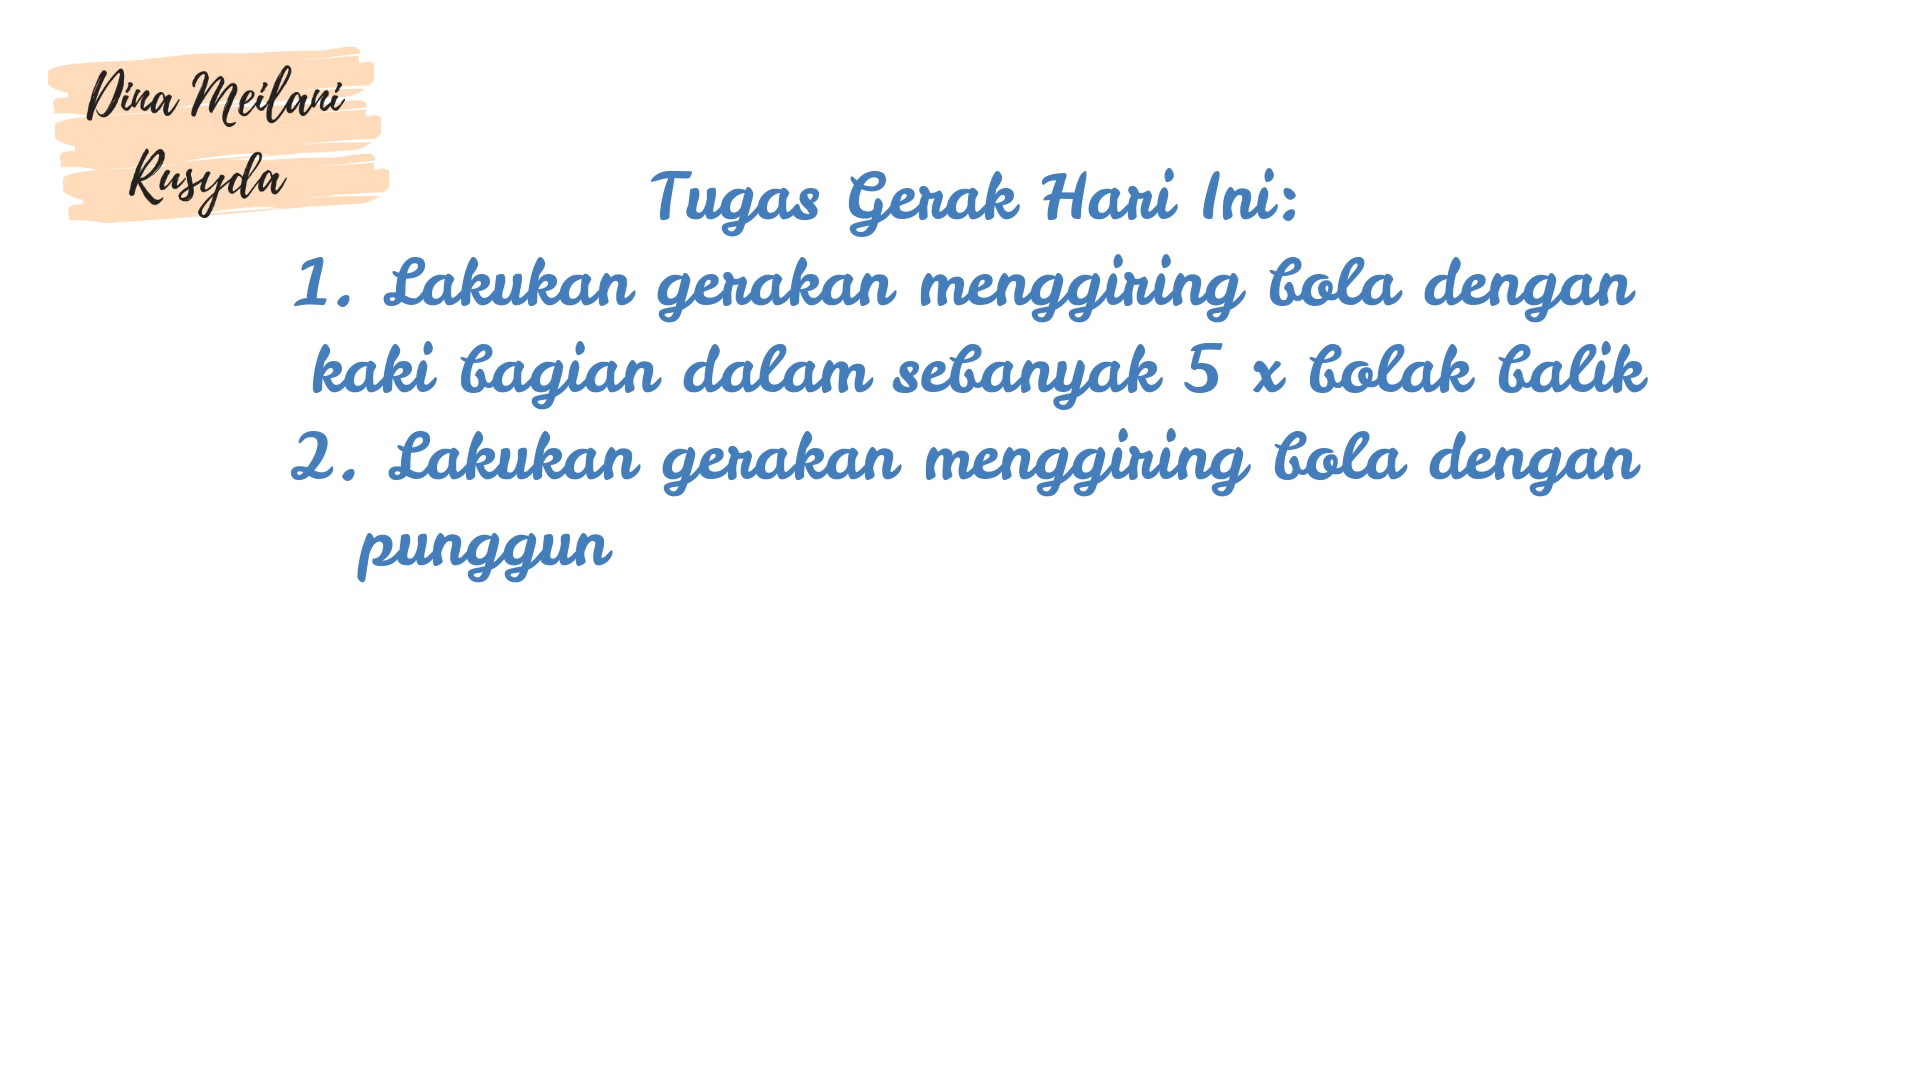 Dina Meilani
Rusyda
Tugas Gerak Hari Ini:
1. Lakukan gerakan menggiring bola dengan
kaki bagian dalam sebanyak 5 x bolak balik
2. Lakukan gerakan menggiring bola dengan
punggun